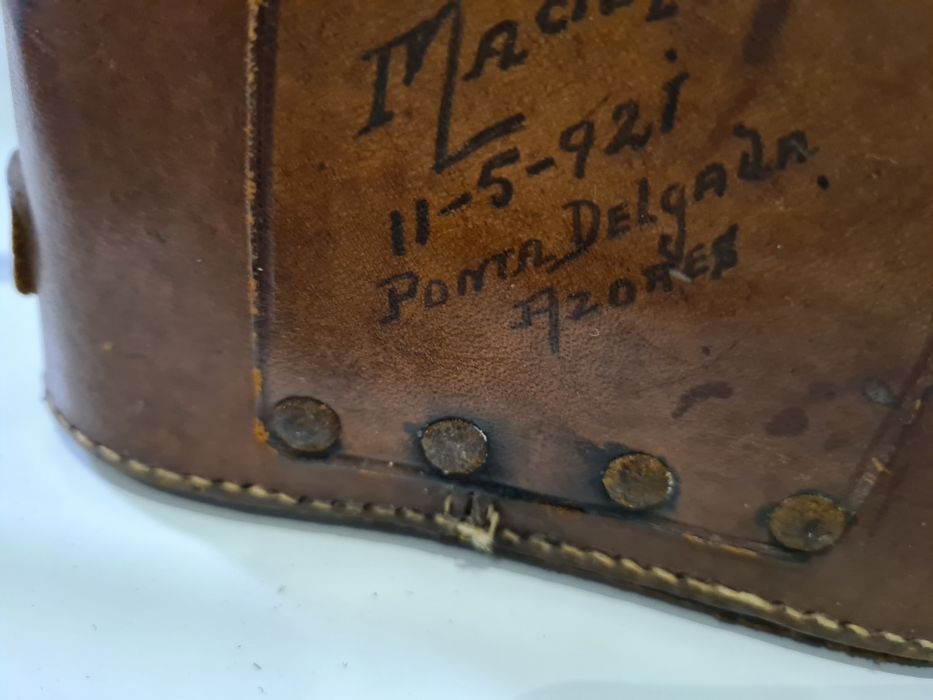 11-5-921
PONTA DELGADA.
AZORES